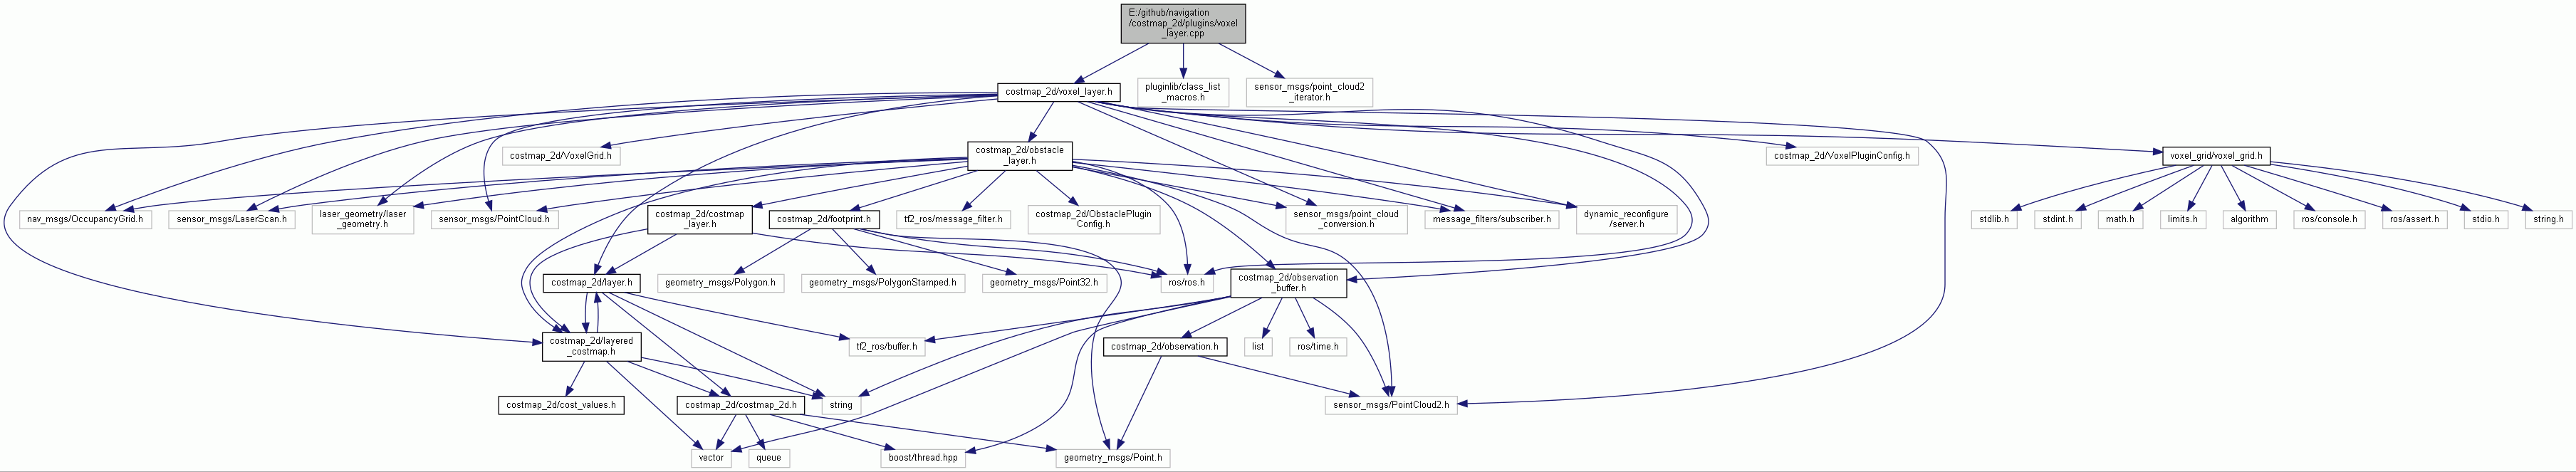 E:/github/navigation
/costmap_2d/plugins/voxel
_layer.cpp
costmap_2d/voxel_layer.h
pluginlib/class_list
_macros.h
sensor_msgs/point_cloud2
_iterator.h
costmap_2d/VoxelGrid.h
costmap_2d/obstacle
_layer.h
costmap_2d/VoxelPluginConfig.h
voxel_grid/voxel_grid.h
nav_msgs/OccupancyGrid.h
sensor_msgs/LaserScan.h
laser_geometry/laser
_geometry.h
sensor_msgs/PointCloud.h
costmap_2d/costmap
_layer.h
costmap_2d/footprint.h
tf2_ros/message_filter.h
costmap_2d/ObstaclePlugin
Config.h
sensor_msgs/point_cloud
_conversion.h
message_filters/subscriber.h
dynamic_reconfigure
/server.h
stdlib.h
stdint.h
math.h
limits.h
algorithm
ros/console.h
ros/assert.h
stdio.h
string.h
costmap_2d/layer.h
geometry_msgs/Polygon.h
geometry_msgs/PolygonStamped.h
geometry_msgs/Point32.h
ros/ros.h
costmap_2d/observation
_buffer.h
costmap_2d/layered
_costmap.h
tf2_ros/buffer.h
costmap_2d/observation.h
list
ros/time.h
costmap_2d/cost_values.h
costmap_2d/costmap_2d.h
string
sensor_msgs/PointCloud2.h
vector
queue
boost/thread.hpp
geometry_msgs/Point.h